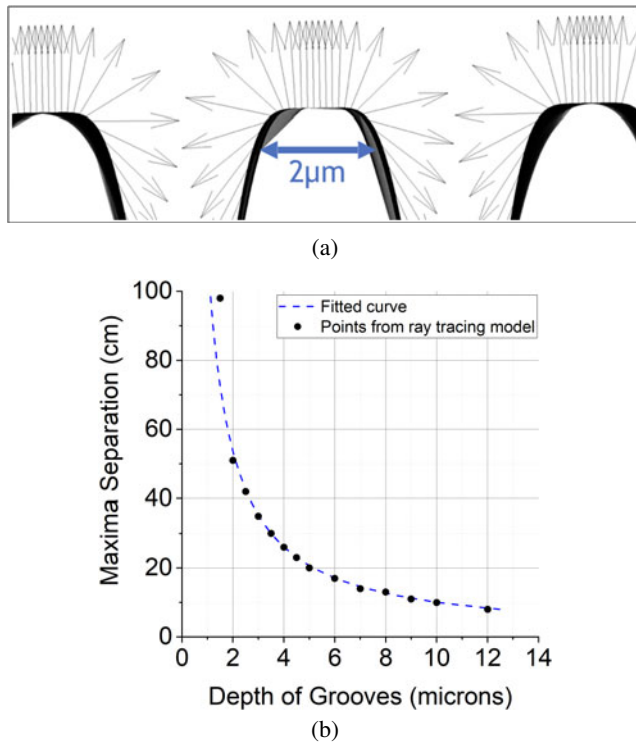 2μm
(a)
Maxima Separation (cm)
100
80
60
40
20
0
Fitted curve
Points from ray tracing model
0 2 4 6 8 10 12 14
Depth of Grooves (microns)
(b)